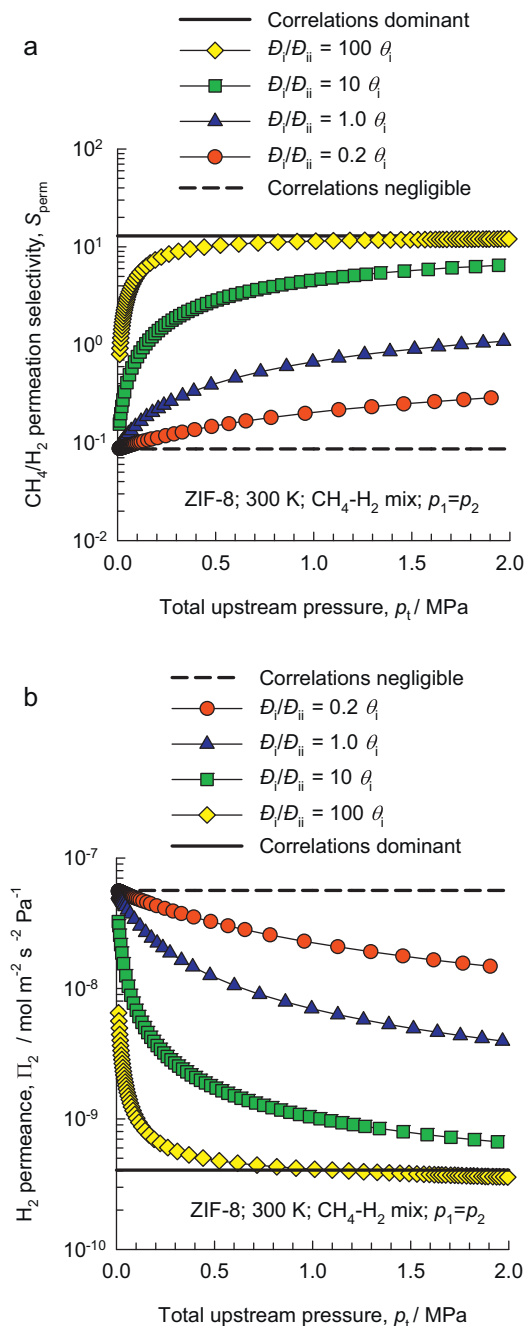 a
Correlations dominant
Đi/Đii = 100 θi
Đi/Đii = 10 θi
Đi/Đii = 1.0 θi
Đi/Đii = 0.2 θi
Correlations negligible
CH4/H2 permeation selectivity, Sperm
10^2
10^1
10^0
10^-1
10^-2
ZIF-8; 300 K; CH4-H2 mix; p1=p2
0.0 0.5 1.0 1.5 2.0
Total upstream pressure, pt / MPa
b
Correlations negligible
Đi/Đii = 0.2 θi
Đi/Đii = 1.0 θi
Đi/Đii = 10 θi
Đi/Đii = 100 θi
Correlations dominant
H2 permeance, Π2 / mol m^-2 s^-2 Pa^-1
10^-7
10^-8
10^-9
10^-10
ZIF-8; 300 K; CH4-H2 mix; p1=p2
0.0 0.5 1.0 1.5 2.0
Total upstream pressure, pt / MPa